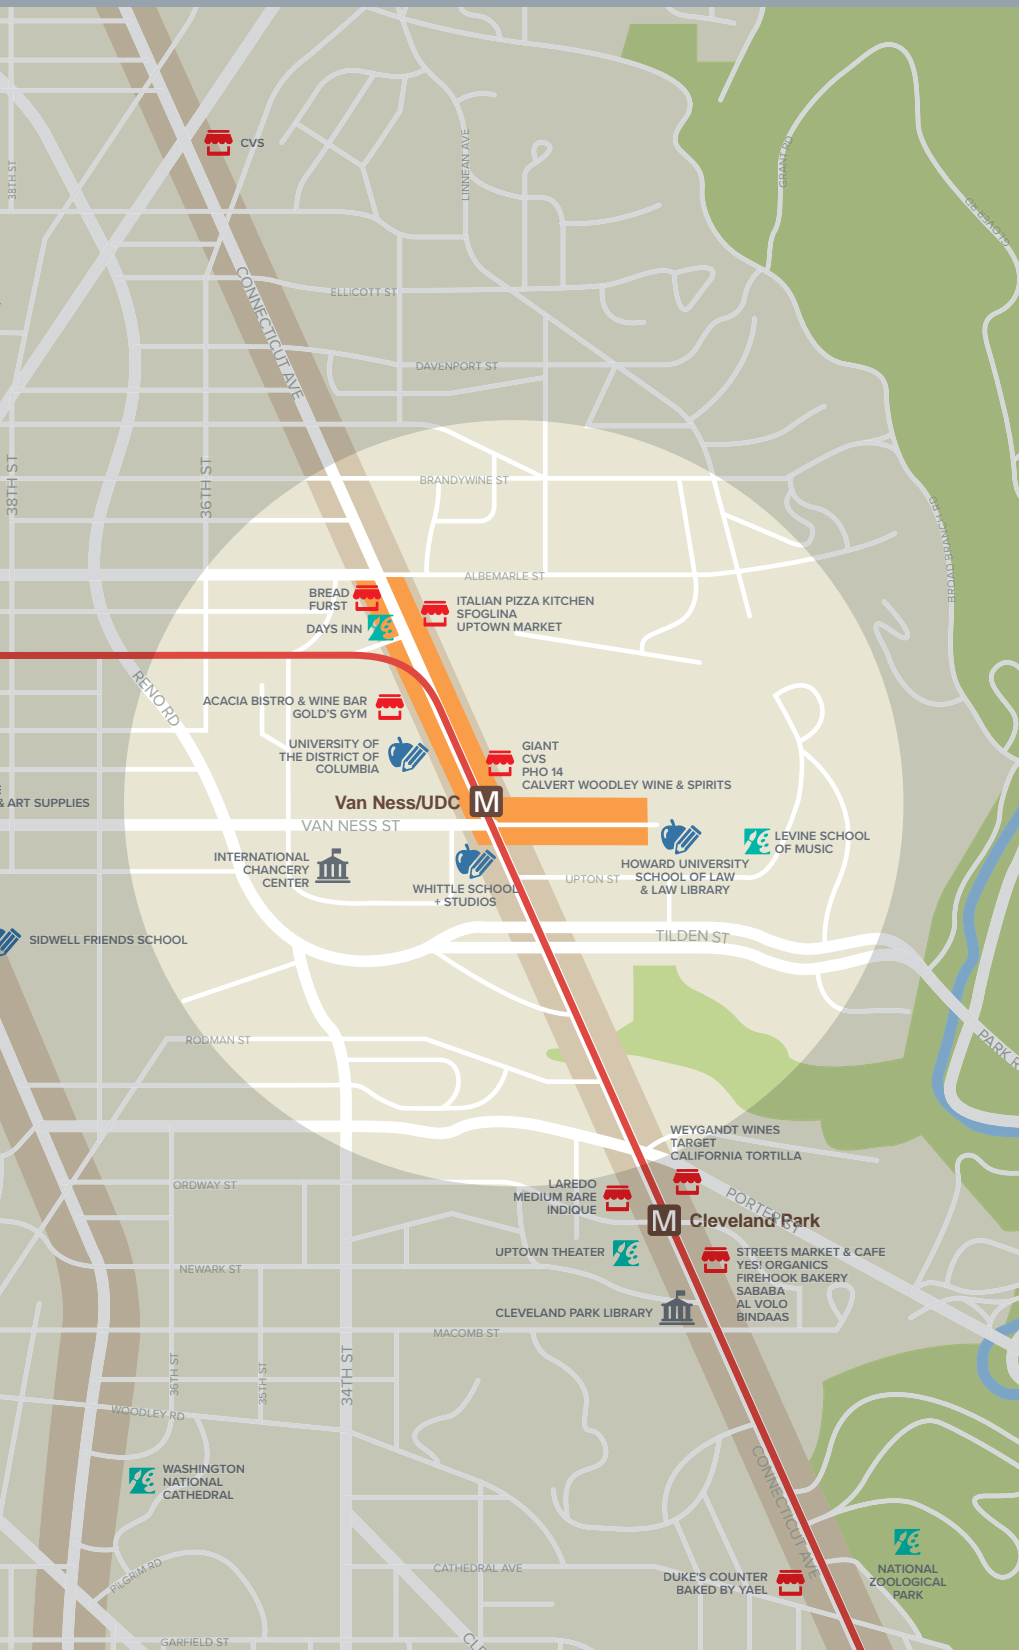 CVS
38TH ST
LINNEAN AVE
GRANT RD
GLOVER RD
CONNECTICUT AVE
ELLICOTT ST
DAVENPORT ST
38TH ST
36TH ST
BRANDYWINE ST
BROAD BRANCH RD
ALBEMARLE ST
BREAD
FURST
ITALIAN PIZZA KITCHEN
SFOGLINA
UPTOWN MARKET
DAYS INN
RENO RD
ACACIA BISTRO & WINE BAR
GOLD'S GYM
UNIVERSITY OF
THE DISTRICT OF
COLUMBIA
GIANT
CVS
PHO 14
CALVERT WOODLEY WINE & SPIRITS
& ART SUPPLIES
Van Ness/UDC
M
VAN NESS ST
LEVINE SCHOOL
OF MUSIC
INTERNATIONAL
CHANCERY
CENTER
HOWARD UNIVERSITY
SCHOOL OF LAW
& LAW LIBRARY
UPTON ST
WHITTLE SCHOOL
+ STUDIOS
SIDWELL FRIENDS SCHOOL
TILDEN ST
RODMAN ST
PARK R
WEYGANDT WINES
TARGET
CALIFORNIA TORTILLA
ORDWAY ST
LAREDO
MEDIUM RARE
INDIQUE
PORTER ST
M
Cleveland Park
UPTOWN THEATER
STREETS MARKET & CAFE
YES! ORGANICS
FIREHOOK BAKERY
SABABA
AL VOLO
BINDAAS
NEWARK ST
CLEVELAND PARK LIBRARY
MACOMB ST
36TH ST
35TH ST
34TH ST
WOODLEY RD
WASHINGTON
NATIONAL
CATHEDRAL
CONNECTICUT AVE
PILGRIM RD
CATHEDRAL AVE
DUKE'S COUNTER
BAKED BY YAEL
NATIONAL
ZOOLOGICAL
PARK
GARFIELD ST
CLE